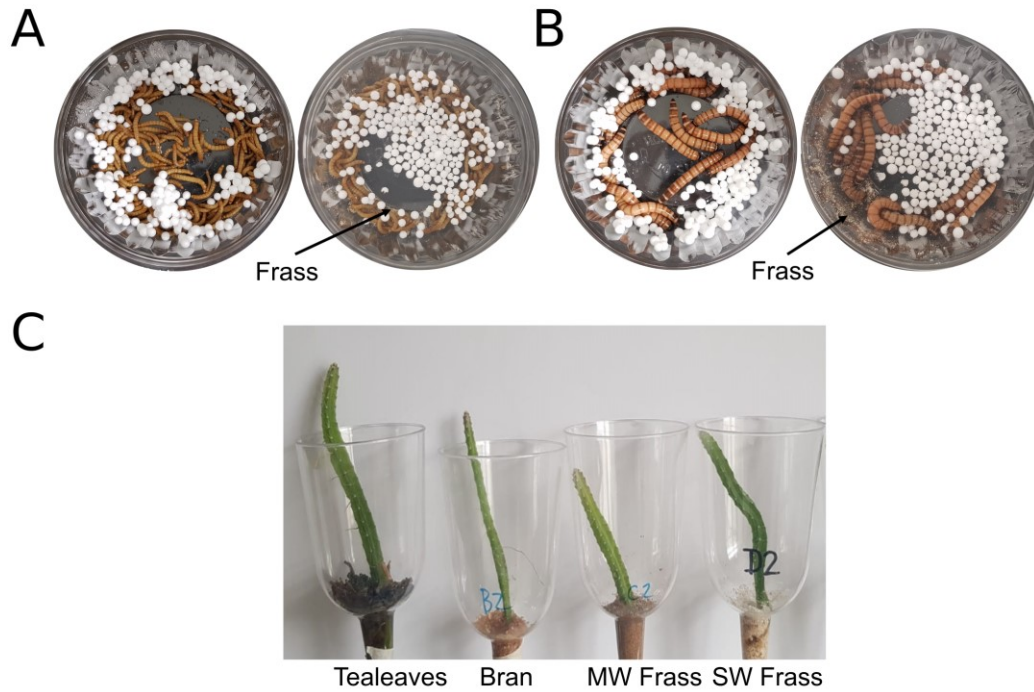 A
B
Frass
Frass
C
B2
C2
D2
Tealeaves
Bran
MW Frass
SW Frass